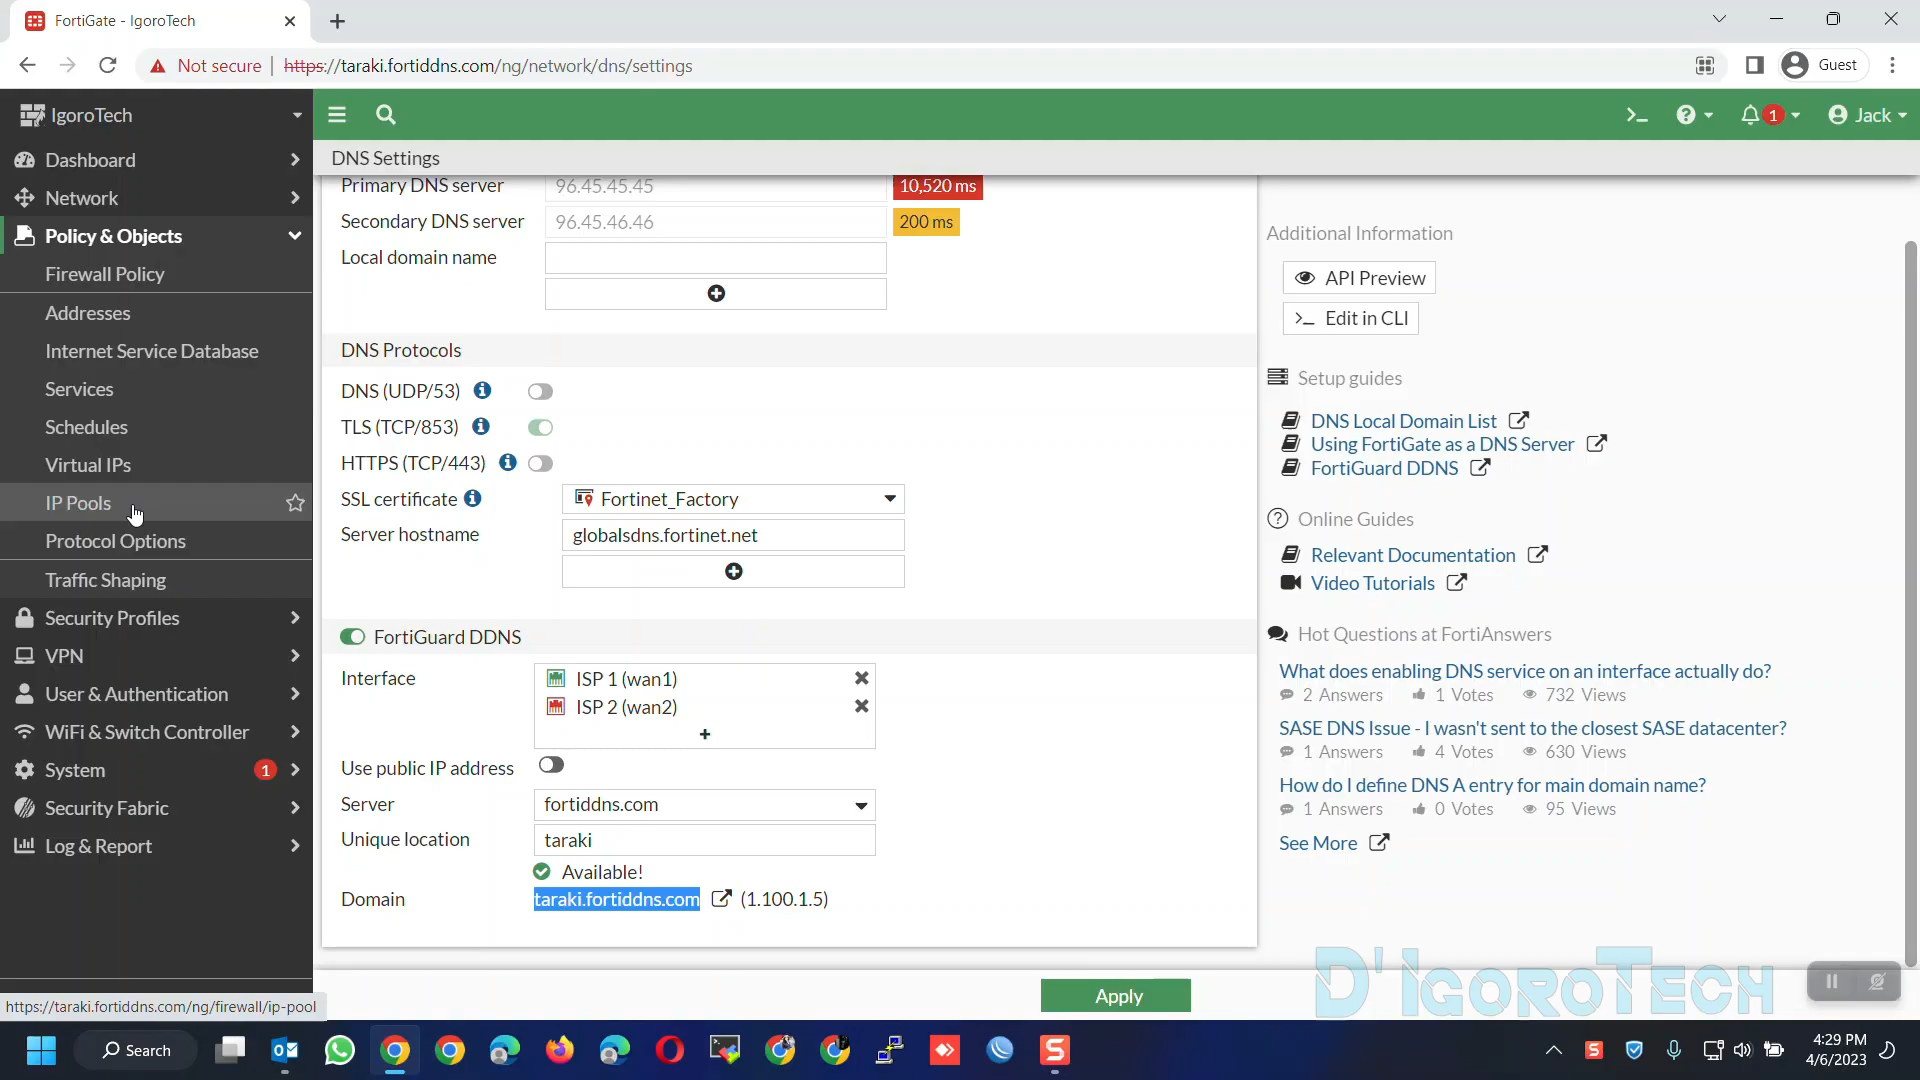 FortiGate - IgoroTech
Not secure
https://taraki.fortiddns.com/ng/network/dns/settings
Guest
IgoroTech
1
Jack
Dashboard
Network
Policy & Objects
Firewall Policy
Addresses
Internet Service Database
Services
Schedules
Virtual IPs
IP Pools
Protocol Options
Traffic Shaping
Security Profiles
VPN
User & Authentication
WiFi & Switch Controller
System 1
Security Fabric
Log & Report
https://taraki.fortiddns.com/ng/firewall/ip-pool
DNS Settings
Primary DNS server 96.45.45.45 10,520 ms
Secondary DNS server 96.45.46.46 200 ms
Local domain name
DNS Protocols
DNS (UDP/53)
TLS (TCP/853)
HTTPS (TCP/443)
SSL certificate Fortinet_Factory
Server hostname globalsdns.fortinet.net
FortiGuard DDNS
Interface ISP 1 (wan1)
ISP 2 (wan2)
Use public IP address
Server fortiddns.com
Unique location taraki
Available!
Domain taraki.fortiddns.com (1.100.1.5)
Apply
Additional Information
API Preview
Edit in CLI
Setup guides
DNS Local Domain List
Using FortiGate as a DNS Server
FortiGuard DDNS
Online Guides
Relevant Documentation
Video Tutorials
Hot Questions at FortiAnswers
What does enabling DNS service on an interface actually do?
2 Answers 1 Votes 732 Views
SASE DNS Issue - I wasn't sent to the closest SASE datacenter?
1 Answers 4 Votes 630 Views
How do I define DNS A entry for main domain name?
1 Answers 0 Votes 95 Views
See More
D'IGOROTECH
Search
4:29 PM
4/6/2023